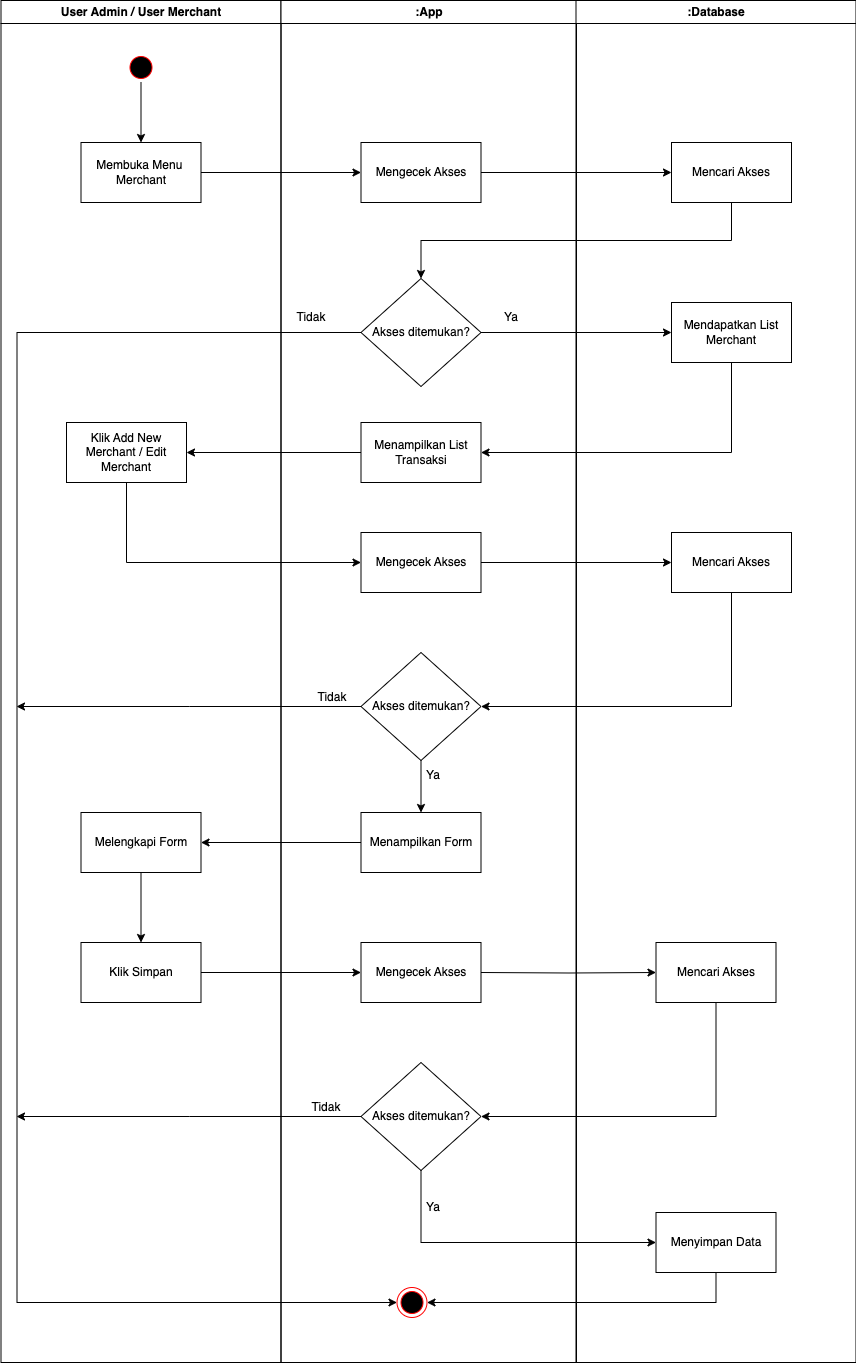 User Admin / User Merchant
:App
:Database
Membuka Menu
Merchant
Mengecek Akses
Mencari Akses
Tidak
Akses ditemukan?
Ya
Mendapatkan List
Merchant
Klik Add New
Merchant / Edit
Merchant
Menampilkan List
Transaksi
Mengecek Akses
Mencari Akses
Tidak
Akses ditemukan?
Ya
Melengkapi Form
Menampilkan Form
Klik Simpan
Mengecek Akses
Mencari Akses
Tidak
Akses ditemukan?
Ya
Menyimpan Data